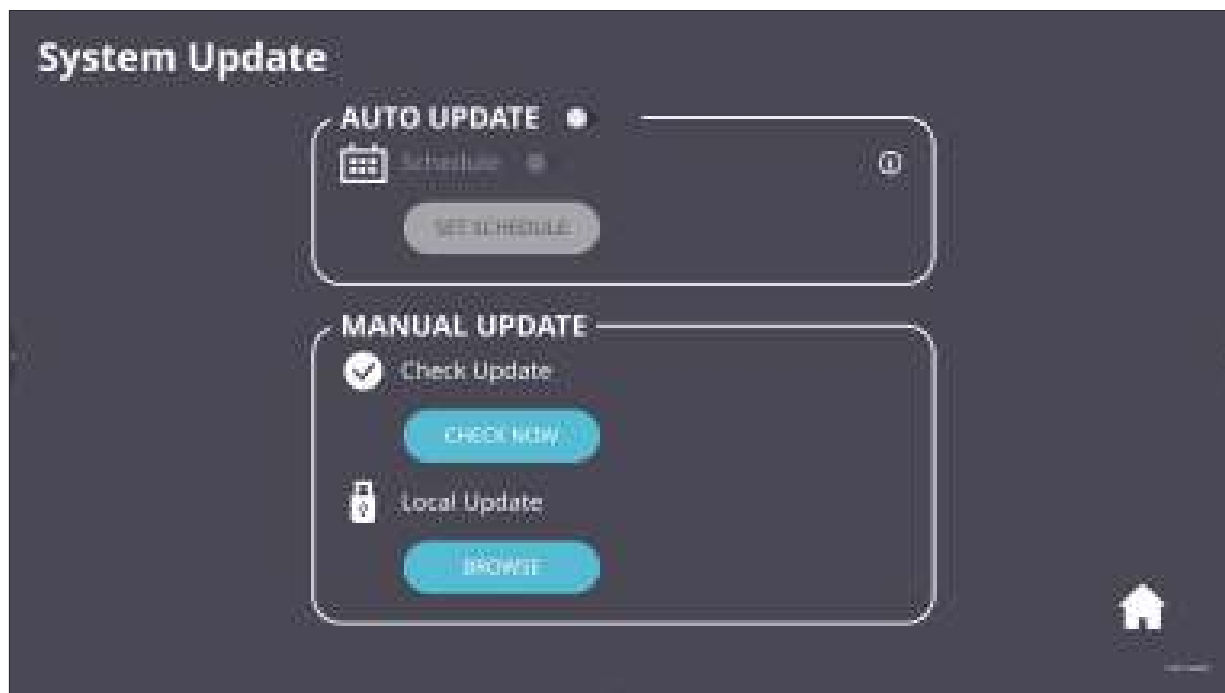 System Update
AUTO UPDATE
Schedule
SET SCHEDULE
MANUAL UPDATE
Check Update
CHECK NOW
Local Update
BROWSE